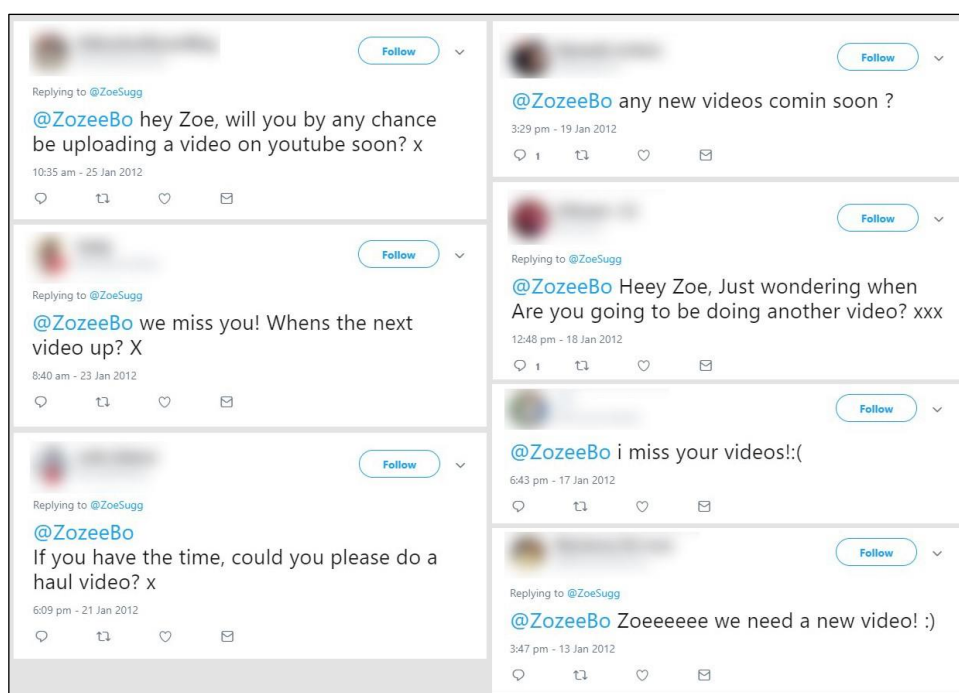 Follow
Replying to @ZoeSugg
@ZozeeBo hey Zoe, will you by any chance
be uploading a video on youtube soon? x
10:35 am - 25 Jan 2012
Follow
Replying to @ZoeSugg
@ZozeeBo we miss you! Whens the next
video up? X
8:40 am - 23 Jan 2012
Follow
Replying to @ZoeSugg
@ZozeeBo
If you have the time, could you please do a
haul video? x
6:09 pm - 21 Jan 2012
Follow
@ZozeeBo any new videos comin soon ?
3:29 pm - 19 Jan 2012
1
Follow
Replying to @ZoeSugg
@ZozeeBo Heey Zoe, Just wondering when
Are you going to be doing another video? xxx
12:48 pm - 18 Jan 2012
1
Follow
@ZozeeBo i miss your videos!:(
6:43 pm - 17 Jan 2012
Follow
Replying to @ZoeSugg
@ZozeeBo Zoeeeeee we need a new video! :)
3:47 pm - 13 Jan 2012